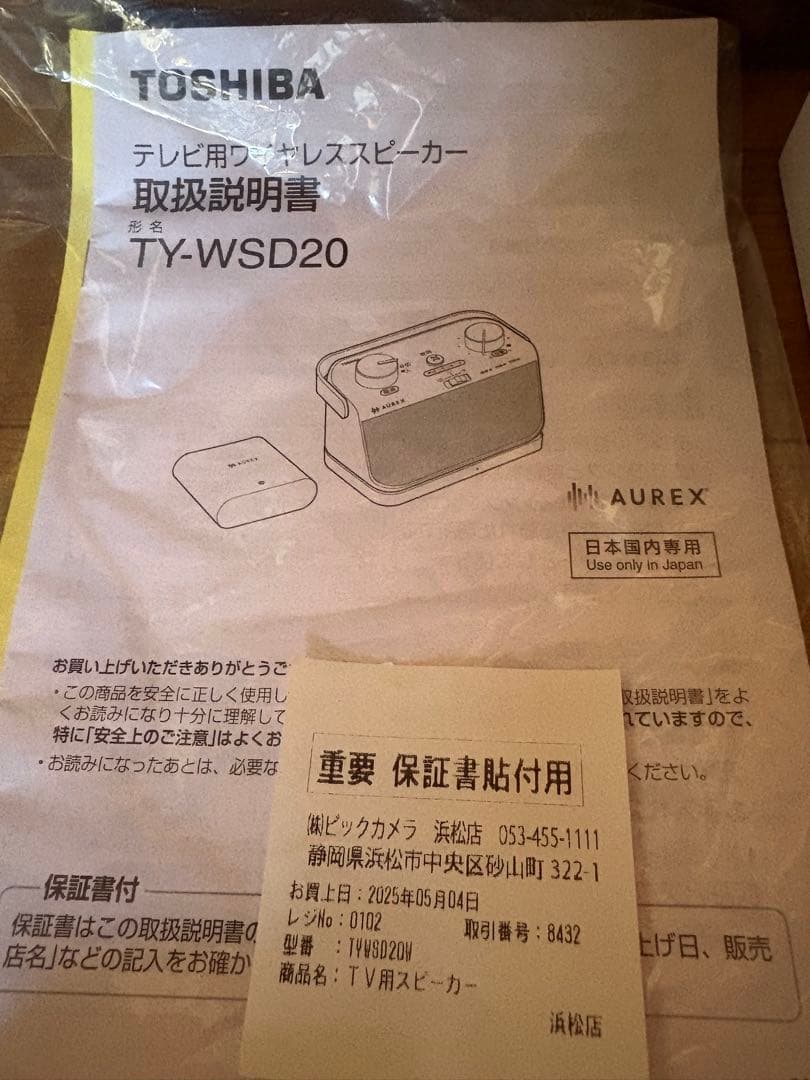 TOSHIBA
テレビ用ワイヤレススピーカー
取扱説明書
形名
TY-WSD20
AUREX
AUREX
AUREX
日本国内専用
Use only in Japan
お買い上げいただきありがとうご
・この商品を安全に正しく使用し 取扱説明書」をよ
くお読みになり十分に理解して れていますので、
特に「安全上のご注意」はよくお
・お読みになったあとは、必要な ください。
重要 保証書貼付用
㈱ビックカメラ 浜松店 053-455-1111
静岡県浜松市中央区砂山町322-1
お買上日：2025年05月04日
レジNo：0102 取引番号：8432
型番 ：TYWSD20W
商品名：TV用スピーカー
浜松店
保証書付
保証書はこの取扱説明書の 上げ日、販売
店名」などの記入をお確か